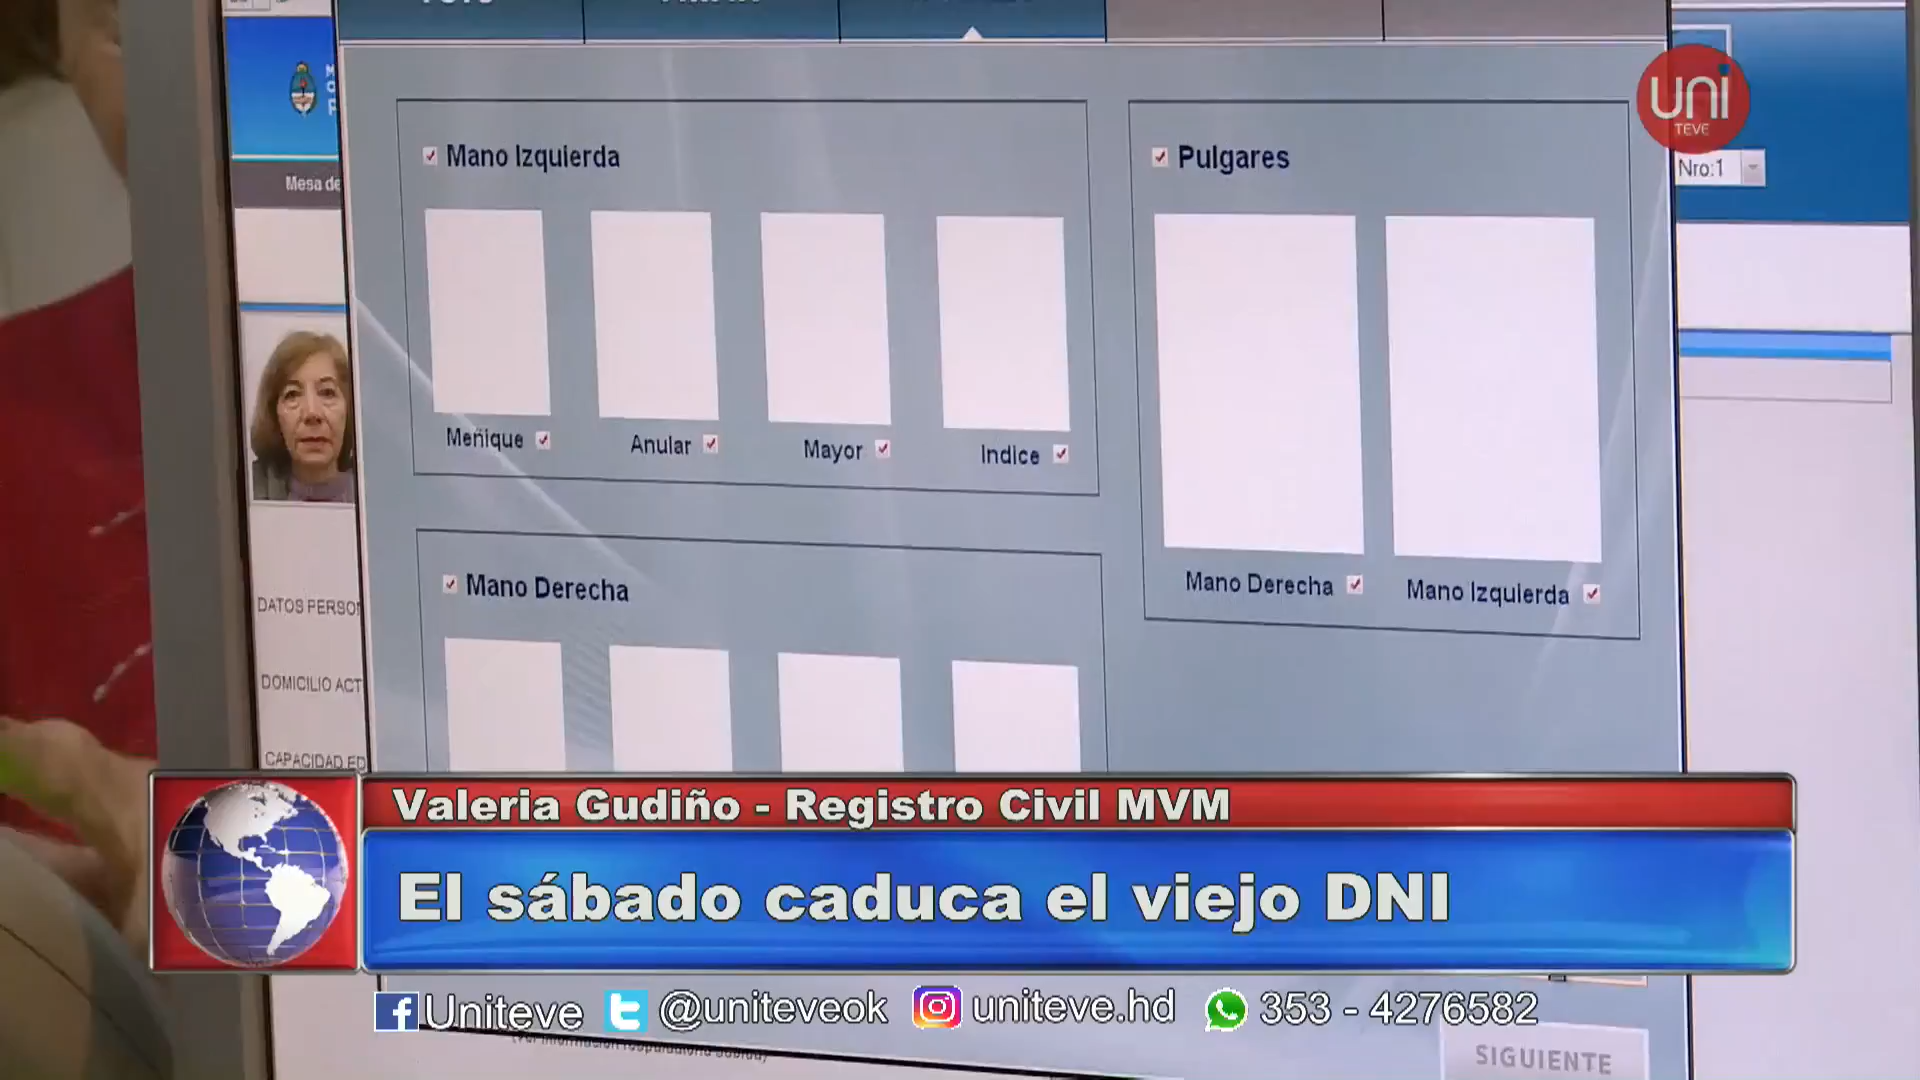 uni
TEVE
Nro:1
Mesa de
Mano Izquierda
Pulgares
Meñique
Anular
Mayor
Indice
Mano Derecha
Mano Izquierda
Mano Derecha
DATOS PERSO
DOMICILIO ACT
CAPACIDAD ED
Valeria Gudiño - Registro Civil MVM
El sábado caduca el viejo DNI
Uniteve
@uniteveok
uniteve.hd
353 - 4276582
SIGUIENTE